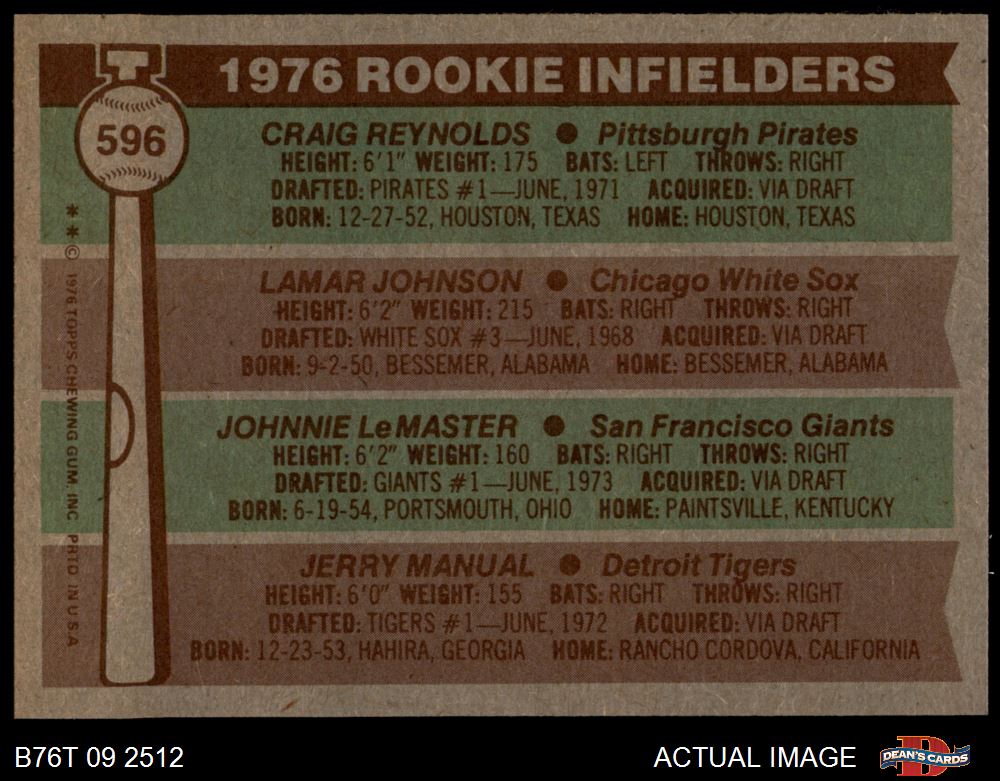 1976 ROOKIE INFIELDERS
596
CRAIG REYNOLDS ● Pittsburgh Pirates
HEIGHT: 6'1" WEIGHT: 175 BATS: LEFT THROWS: RIGHT
DRAFTED: PIRATES #1—JUNE, 1971 ACQUIRED: VIA DRAFT
BORN: 12-27-52, HOUSTON, TEXAS HOME: HOUSTON, TEXAS
LAMAR JOHNSON ● Chicago White Sox
HEIGHT: 6'2" WEIGHT: 215 BATS: RIGHT THROWS: RIGHT
DRAFTED: WHITE SOX #3—JUNE, 1968 ACQUIRED: VIA DRAFT
BORN: 9-2-50, BESSEMER, ALABAMA HOME: BESSEMER, ALABAMA
JOHNNIE LeMASTER ● San Francisco Giants
HEIGHT: 6'2" WEIGHT: 160 BATS: RIGHT THROWS: RIGHT
DRAFTED: GIANTS #1—JUNE, 1973 ACQUIRED: VIA DRAFT
BORN: 6-19-54, PORTSMOUTH, OHIO HOME: PAINTSVILLE, KENTUCKY
JERRY MANUAL ● Detroit Tigers
HEIGHT: 6'0" WEIGHT: 155 BATS: RIGHT THROWS: RIGHT
DRAFTED: TIGERS #1—JUNE, 1972 ACQUIRED: VIA DRAFT
BORN: 12-23-53, HAHIRA, GEORGIA HOME: RANCHO CORDOVA, CALIFORNIA
**© 1976 TOPPS CHEWING GUM, INC. PRTD. IN U.S.A.
B76T 09 2512
ACTUAL IMAGE
DEAN'S CARDS